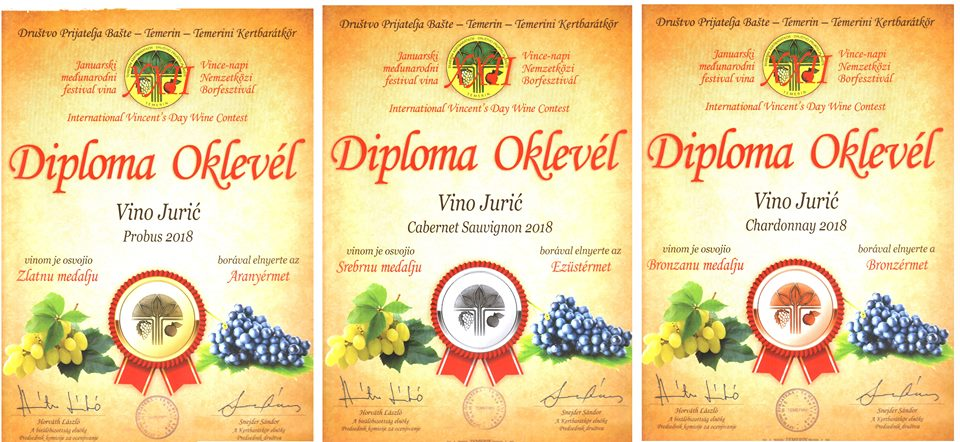 Društvo Prijatelja Bašte – Temerin – Temerini Kertbarátkör
Januarski
međunarodni
festival vina
XXII
TEMERIN
Vince-napi
Nemzetközi
Borfesztivál
International Vincent's Day Wine Contest
Diploma Oklevél
Vino Jurić
Probus 2018
vinom je osvojio
Zlatnu medalju
borával elnyerte az
Aranyérmet
Horváth László
A bírálóbizottság elnöke
Predsednik komisije za ocenjivanje
Snejder Sándor
A Kertbarátkör elnöke
Predsednik društva
Društvo Prijatelja Bašte – Temerin – Temerini Kertbarátkör
Januarski
međunarodni
festival vina
XXII
TEMERIN
Vince-napi
Nemzetközi
Borfesztivál
International Vincent's Day Wine Contest
Diploma Oklevél
Vino Jurić
Cabernet Sauvignon 2018
vinom je osvojio
Srebrnu medalju
borával elnyerte az
Ezüstérmet
Horváth László
A bírálóbizottság elnöke
Predsednik komisije za ocenjivanje
Snejder Sándor
A Kertbarátkör elnöke
Predsednik društva
Društvo Prijatelja Bašte – Temerin – Temerini Kertbarátkör
Januarski
međunarodni
festival vina
XXII
TEMERIN
Vince-napi
Nemzetközi
Borfesztivál
International Vincent's Day Wine Contest
Diploma Oklevél
Vino Jurić
Chardonnay 2018
vinom je osvojio
Bronzanu medalju
borával elnyerte a
Bronzérmet
Horváth László
A bírálóbizottság elnöke
Predsednik komisije za ocenjivanje
Snejder Sándor
A Kertbarátkör elnöke
Predsednik društva